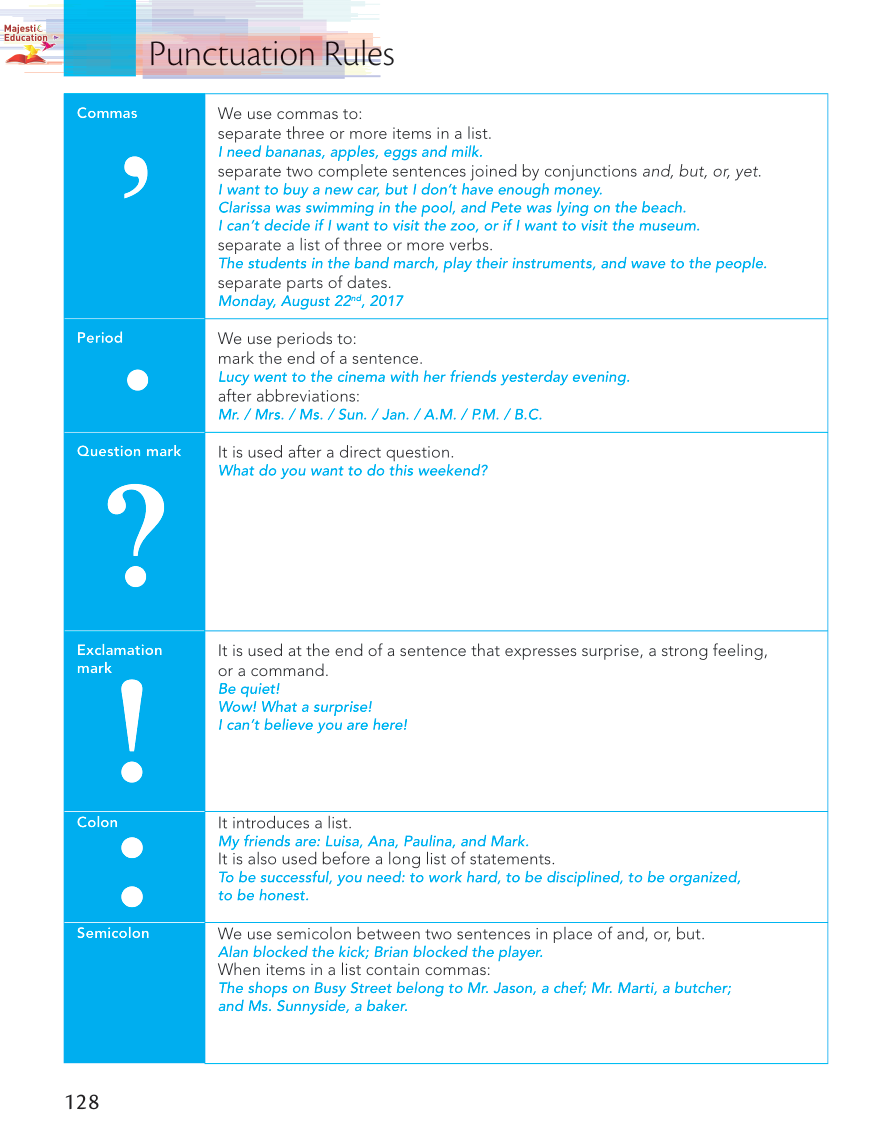 Majestic
Education
Punctuation Rules
Commas
,
We use commas to:
separate three or more items in a list.
I need bananas, apples, eggs and milk.
separate two complete sentences joined by conjunctions and, but, or, yet.
I want to buy a new car, but I don't have enough money.
Clarissa was swimming in the pool, and Pete was lying on the beach.
I can't decide if I want to visit the zoo, or if I want to visit the museum.
separate a list of three or more verbs.
The students in the band march, play their instruments, and wave to the people.
separate parts of dates.
Monday, August 22nd, 2017
Period
.
We use periods to:
mark the end of a sentence.
Lucy went to the cinema with her friends yesterday evening.
after abbreviations:
Mr. / Mrs. / Ms. / Sun. / Jan. / A.M. / P.M. / B.C.
Question mark
?
It is used after a direct question.
What do you want to do this weekend?
Exclamation
mark
!
It is used at the end of a sentence that expresses surprise, a strong feeling,
or a command.
Be quiet!
Wow! What a surprise!
I can't believe you are here!
Colon
:
It introduces a list.
My friends are: Luisa, Ana, Paulina, and Mark.
It is also used before a long list of statements.
To be successful, you need: to work hard, to be disciplined, to be organized,
to be honest.
Semicolon
We use semicolon between two sentences in place of and, or, but.
Alan blocked the kick; Brian blocked the player.
When items in a list contain commas:
The shops on Busy Street belong to Mr. Jason, a chef; Mr. Marti, a butcher;
and Ms. Sunnyside, a baker.
128